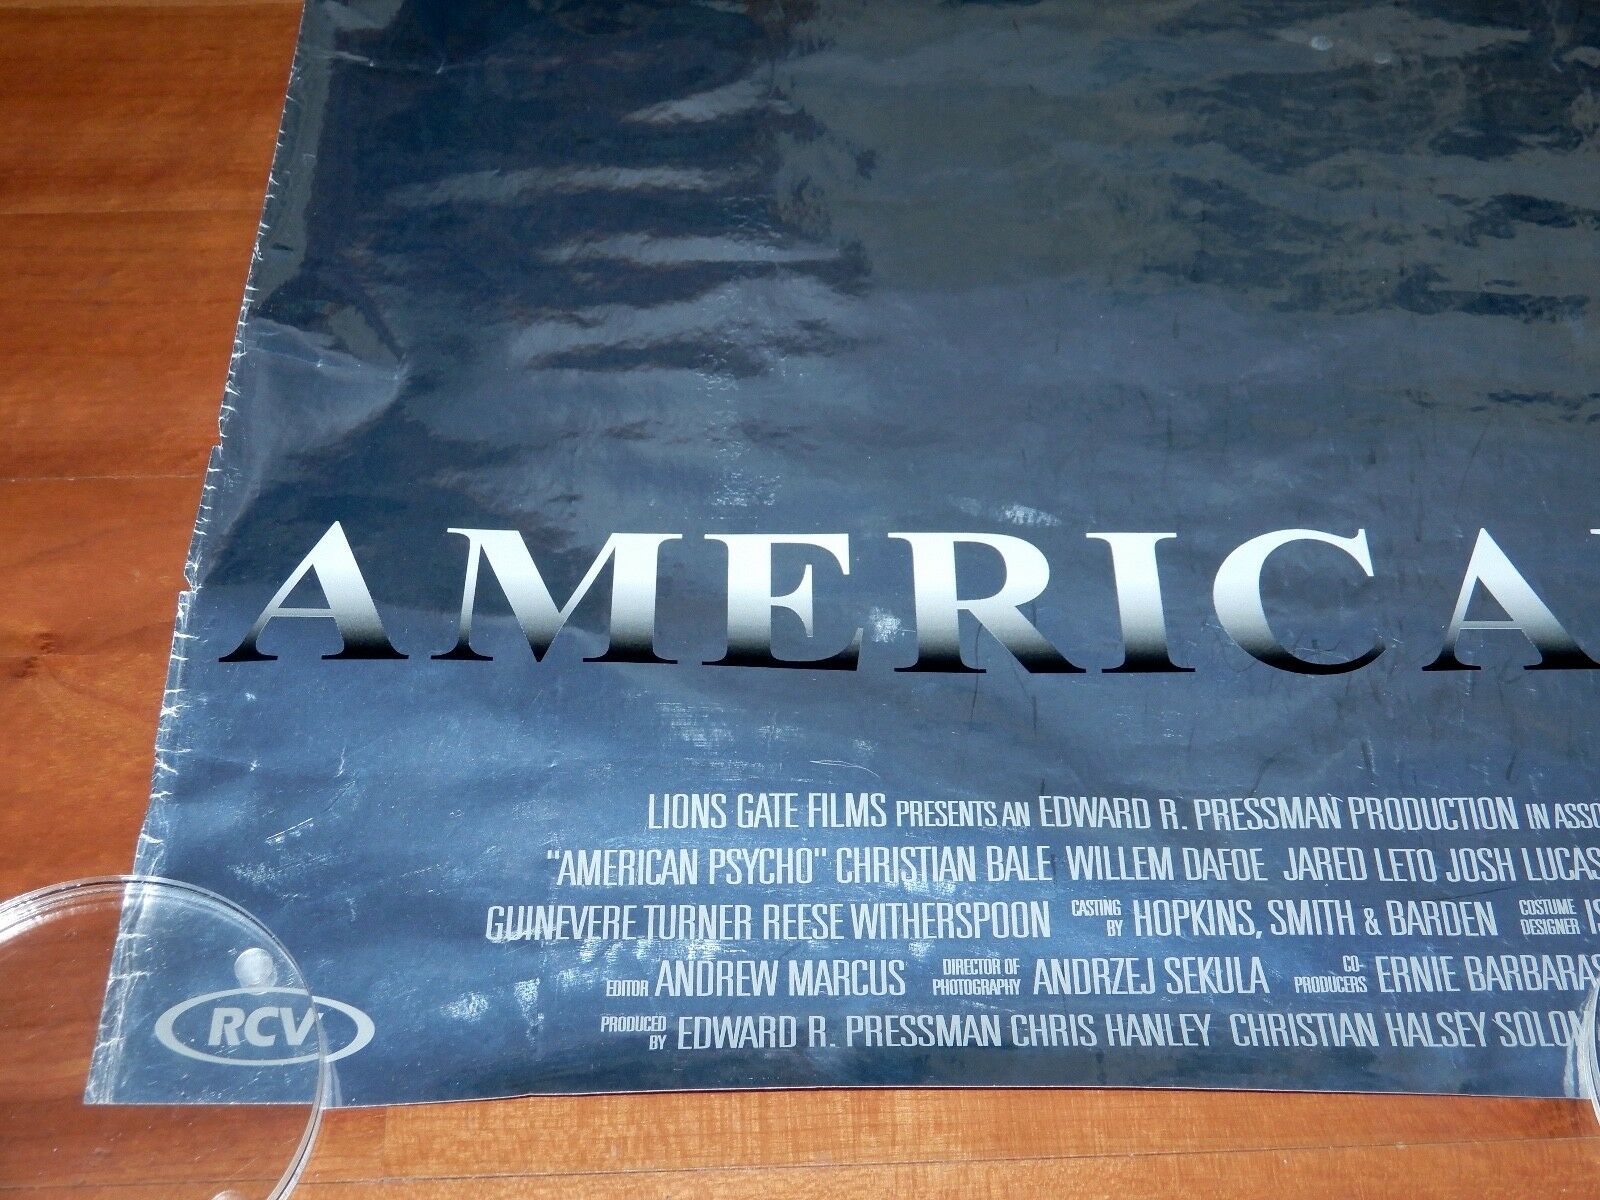 AMERICA
LIONS GATE FILMS PRESENTS AN EDWARD R. PRESSMAN PRODUCTION IN
"AMERICAN PSYCHO" CHRISTIAN BALE WILLEM DAFOE JARED LETO JOSH LUCAS
GUINEVERE TURNER REESE WITHERSPOON CASTING BY HOPKINS, SMITH & BARDEN COSTUME DESIGNER
EDITOR ANDREW MARCUS DIRECTOR OF PHOTOGRAPHY ANDRZEJ SEKULA CO-PRODUCERS ERNIE BARBARAS
PRODUCED BY EDWARD R. PRESSMAN CHRIS HANLEY CHRISTIAN HALSEY
RCV